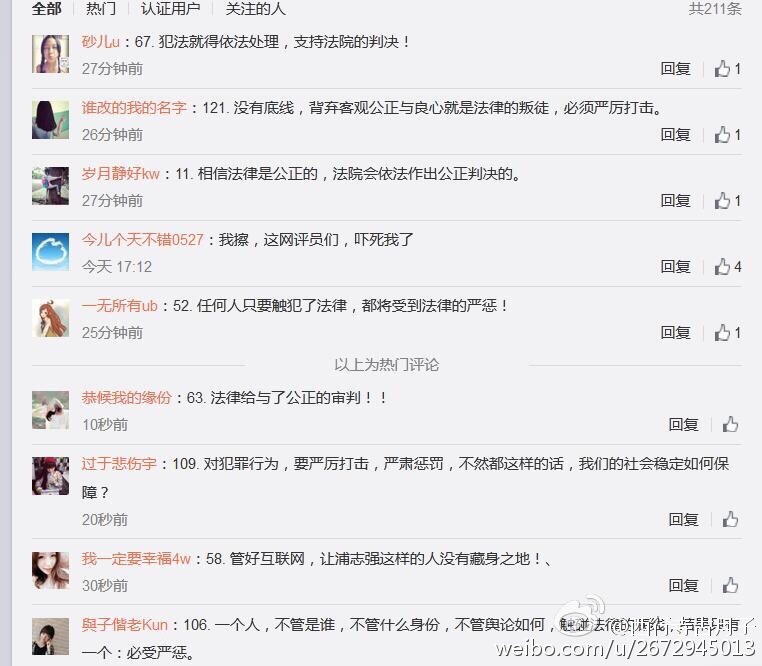 全部 热门 认证用户 关注的人 共211条
砂儿u：67. 犯法就得依法处理，支持法院的判决！
27分钟前 回复 1
谁改的我的名字：121. 没有底线，背弃客观公正与良心就是法律的叛徒，必须严厉打击。
26分钟前 回复 1
岁月静好kw：11. 相信法律是公正的，法院会依法作出公正判决的。
27分钟前 回复 1
今儿个天不错0527：我擦，这网评员们，吓死我了
今天 17:12 回复 4
一无所有ub：52. 任何人只要触犯了法律，都将受到法律的严惩！
25分钟前 回复 1
以上为热门评论
恭候我的缘份：63. 法律给与了公正的审判！！
10秒前 回复
过于悲伤宇：109. 对犯罪行为，要严厉打击，严肃惩罚，不然都这样的话，我们的社会稳定如何保
障？
20秒前 回复
我一定要幸福4w：58. 管好互联网，让浦志强这样的人没有藏身之地！、
30秒前 回复
與子偕老Kun：106. 一个人，不管是谁，不管什么身份，不管舆论如何，触碰法律的
一个：必受严惩。
weibo.com/u/2672945013